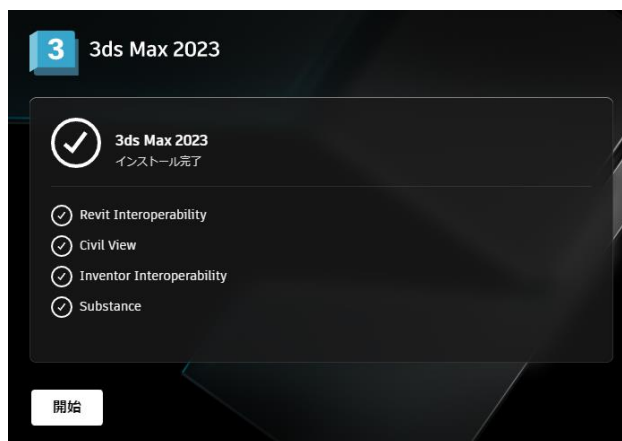 3 3ds Max 2023
3ds Max 2023
インストール完了
Revit Interoperability
Civil View
Inventor Interoperability
Substance
開始